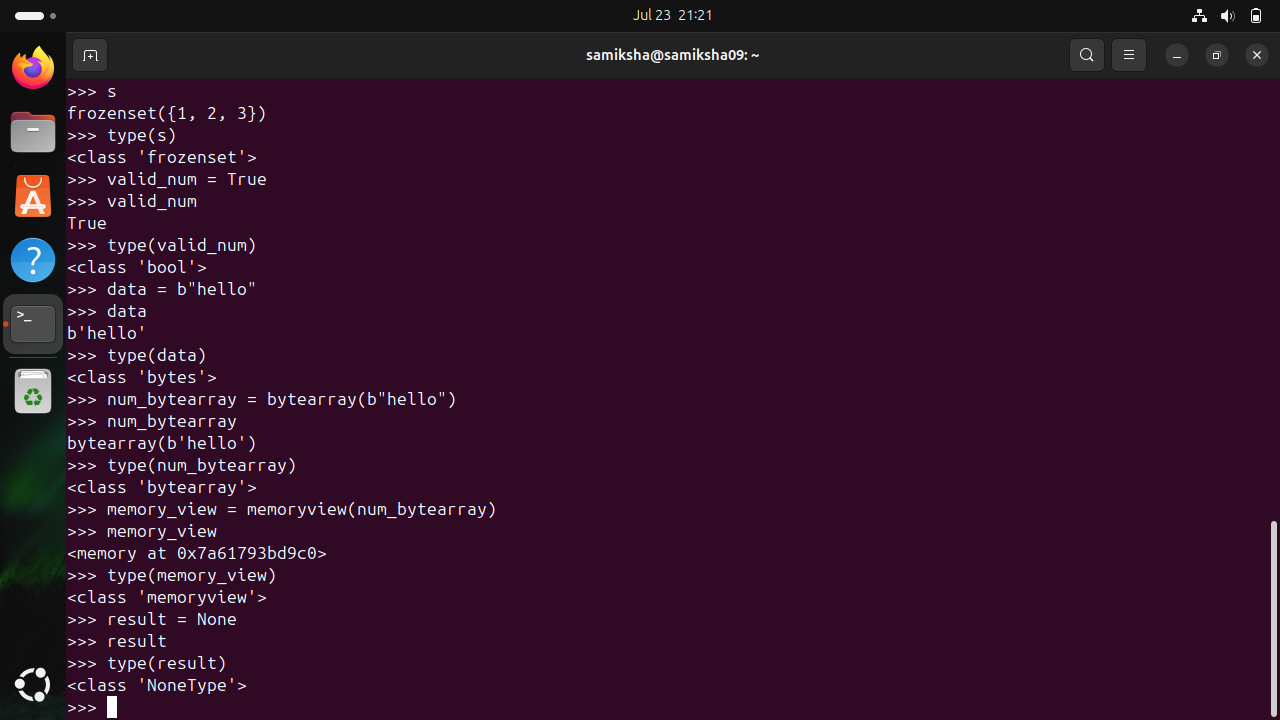 Jul 23 21:21
samiksha@samiksha09: ~
>>> s
frozenset({1, 2, 3})
>>> type(s)
<class 'frozenset'>
>>> valid_num = True
>>> valid_num
True
>>> type(valid_num)
<class 'bool'>
>>> data = b"hello"
>>> data
b'hello'
>>> type(data)
<class 'bytes'>
>>> num_bytearray = bytearray(b"hello")
>>> num_bytearray
bytearray(b'hello')
>>> type(num_bytearray)
<class 'bytearray'>
>>> memory_view = memoryview(num_bytearray)
>>> memory_view
<memory at 0x7a61793bd9c0>
>>> type(memory_view)
<class 'memoryview'>
>>> result = None
>>> result
>>> type(result)
<class 'NoneType'>
>>>